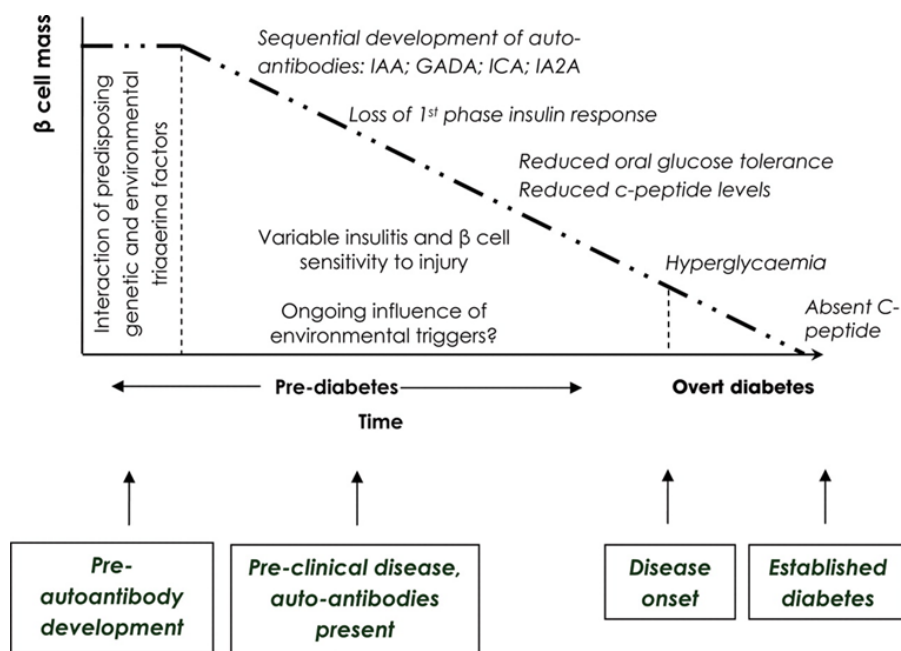 β cell mass
Interaction of predisposing
genetic and environmental
triaaerina factors
Sequential development of auto-
antibodies: IAA; GADA; ICA; IA2A
Loss of 1st phase insulin response
Reduced oral glucose tolerance
Reduced c-peptide levels
Variable insulitis and β cell
sensitivity to injury
Hyperglycaemia
Ongoing influence of
environmental triggers?
Absent C-
peptide
Pre-diabetes
Overt diabetes
Time
Pre-
autoantibody
development
Pre-clinical disease,
auto-antibodies
present
Disease
onset
Established
diabetes